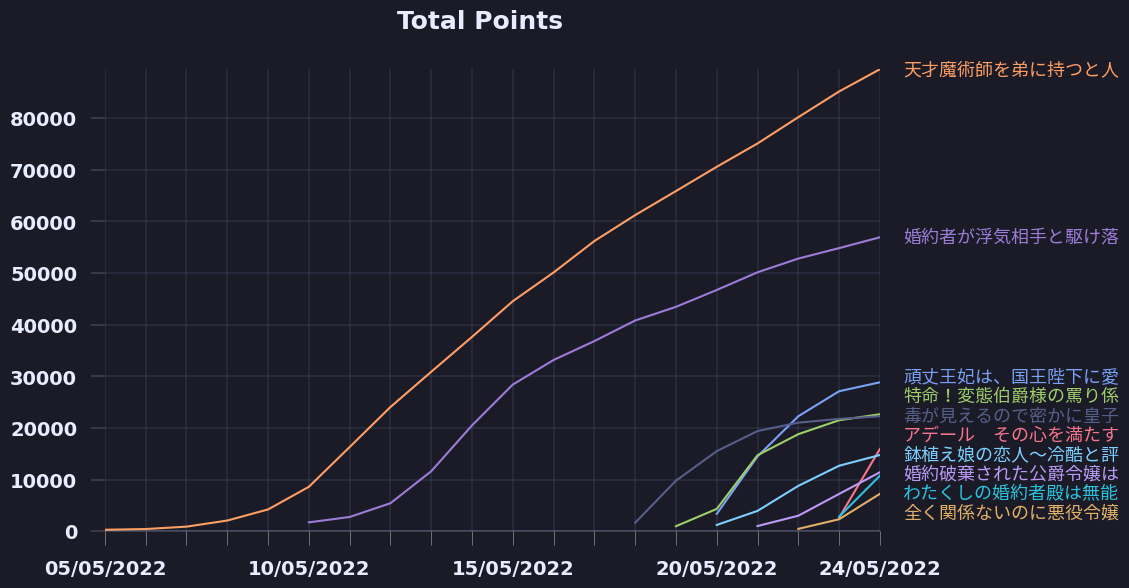 Total Points
天才魔術師を弟に持つと人
80000
70000
60000
婚約者が浮気相手と駆け落
50000
40000
30000
頑丈王妃は、国王陛下に愛
特命！変態伯爵様の罵り係
毒が見えるので密かに皇子
20000
アデール　その心を満たす
鉢植え娘の恋人～冷酷と評
婚約破棄された公爵令嬢は
10000
わたくしの婚約者殿は無能
全く関係ないのに悪役令嬢
0
05/05/2022 10/05/2022 15/05/2022 20/05/2022 24/05/2022